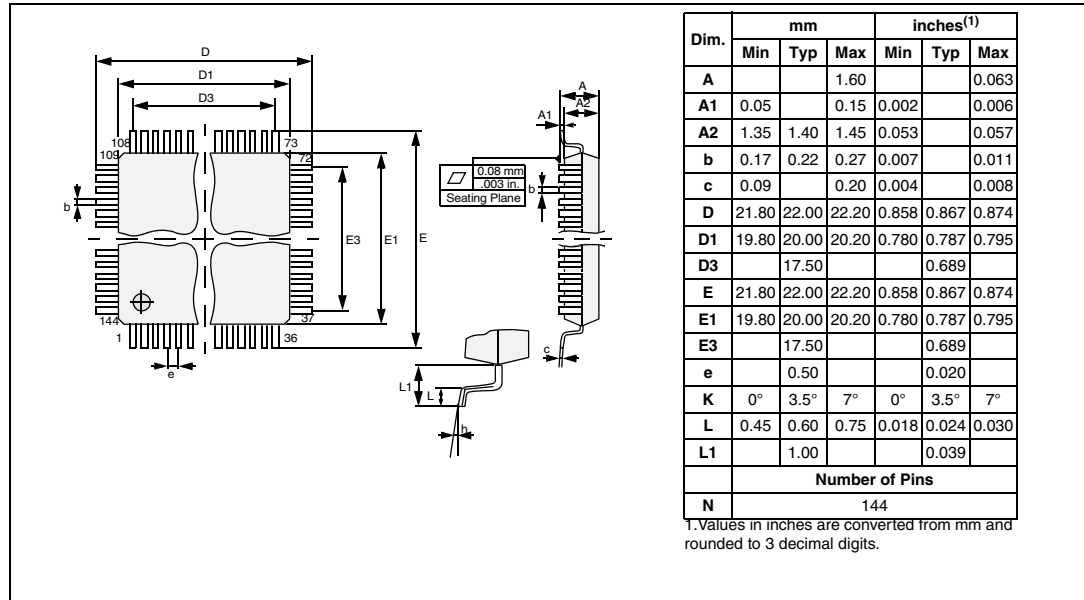 D
D1
D3
A
A2
A1
108
73
109
72
0.08 mm
.003 in.
Seating Plane
b
b
E3
E1
E
144
37
1
36
e
c
L1
L
h
Dim. mm inches(1)
Min Typ Max Min Typ Max
A 1.60 0.063
A1 0.05 0.15 0.002 0.006
A2 1.35 1.40 1.45 0.053 0.057
b 0.17 0.22 0.27 0.007 0.011
c 0.09 0.20 0.004 0.008
D 21.80 22.00 22.20 0.858 0.867 0.874
D1 19.80 20.00 20.20 0.780 0.787 0.795
D3 17.50 0.689
E 21.80 22.00 22.20 0.858 0.867 0.874
E1 19.80 20.00 20.20 0.780 0.787 0.795
E3 17.50 0.689
e 0.50 0.020
K 0° 3.5° 7° 0° 3.5° 7°
L 0.45 0.60 0.75 0.018 0.024 0.030
L1 1.00 0.039
Number of Pins
N 144
1.Values in inches are converted from mm and
rounded to 3 decimal digits.